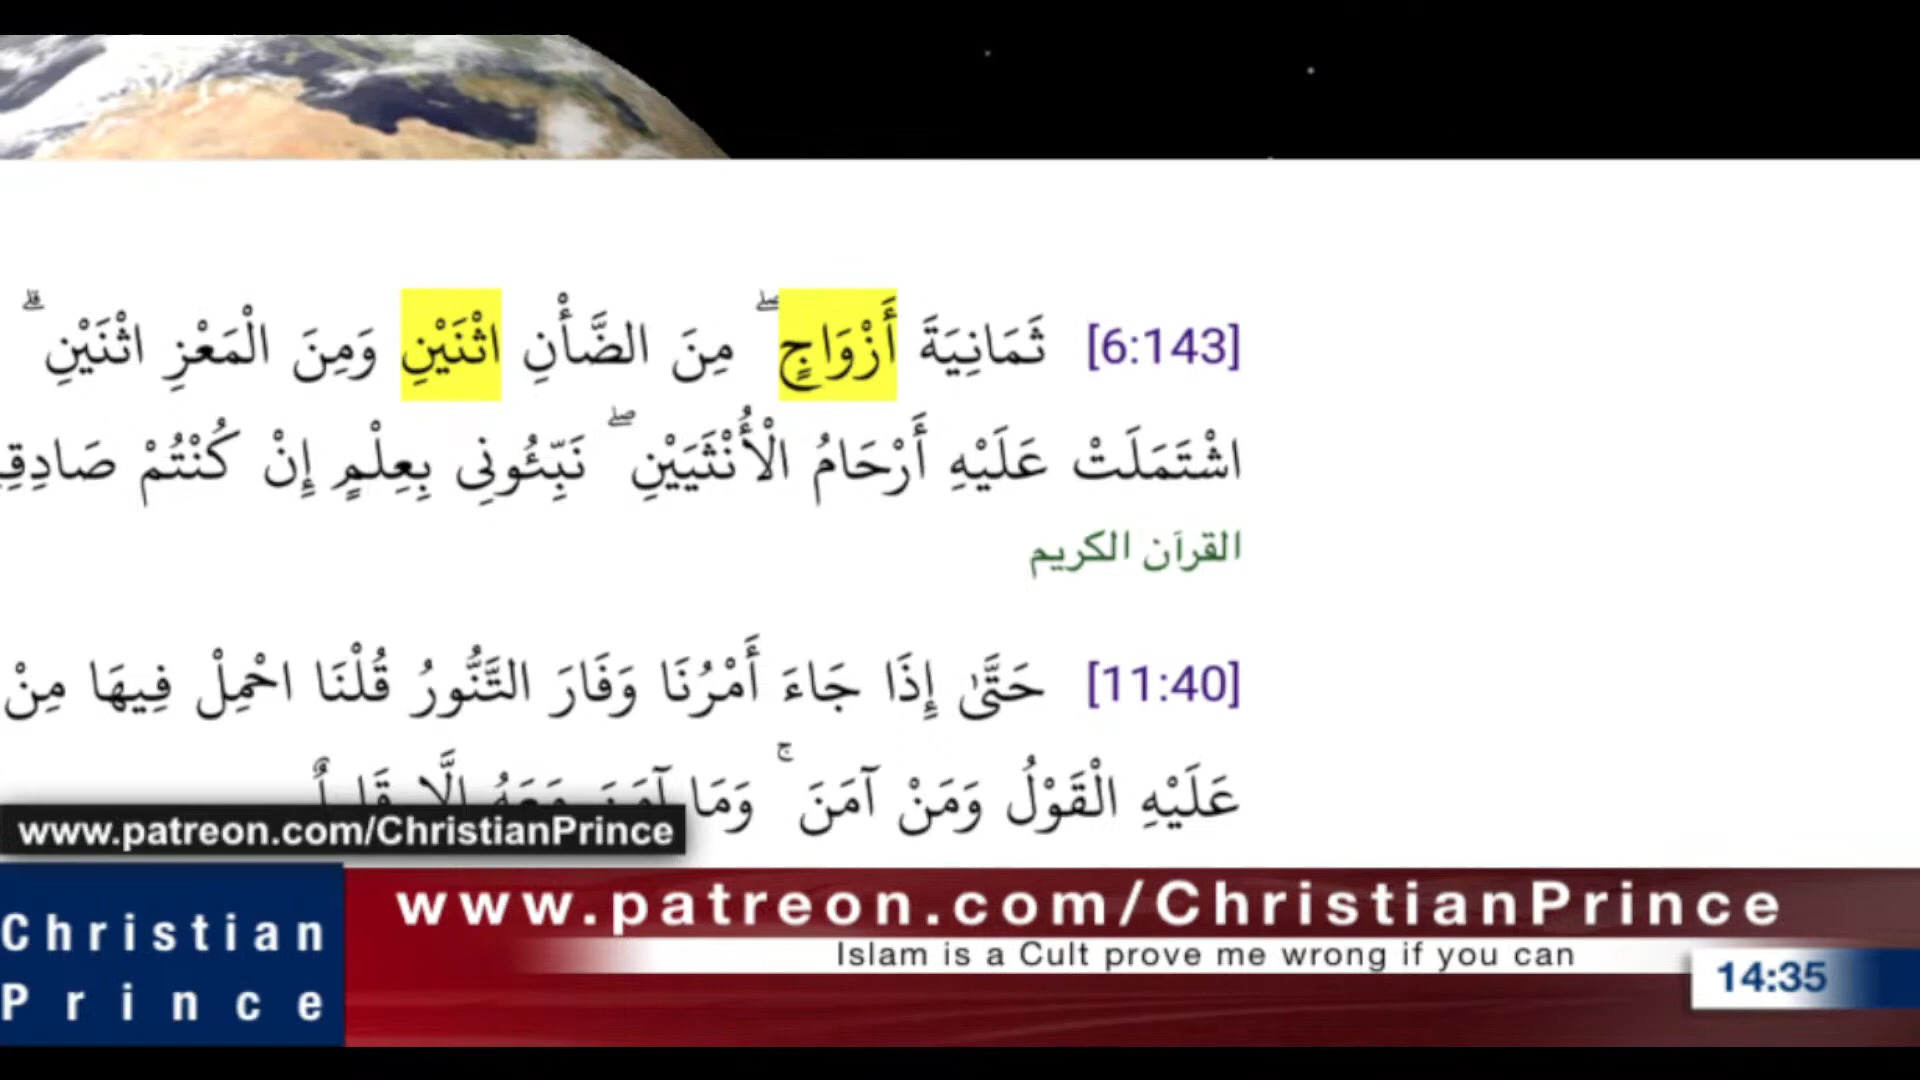 [6:143] ثَمَانِيَةَ أَزْوَاجٍ ۖ مِنَ الضَّأْنِ اثْنَيْنِ وَمِنَ الْمَعْزِ اثْنَيْنِ ۗ
اشْتَمَلَتْ عَلَيْهِ أَرْحَامُ الْأُنْثَيَيْنِ ۖ نَبِّئُونِي بِعِلْمٍ إِنْ كُنْتُمْ
القرآن الكريم
[11:40] حَتَّىٰ إِذَا جَاءَ أَمْرُنَا وَفَارَ التَّنُّورُ قُلْنَا احْمِلْ فِيهَا مِنْ
عَلَيْهِ الْقَوْلُ وَمَنْ آمَنَ ۚ وَمَا آمَنَ مَعَهُ إِلَّا
www.patreon.com/ChristianPrince
Christian
Prince
www.patreon.com/ChristianPrince
Islam is a Cult prove me wrong if you can
14:35